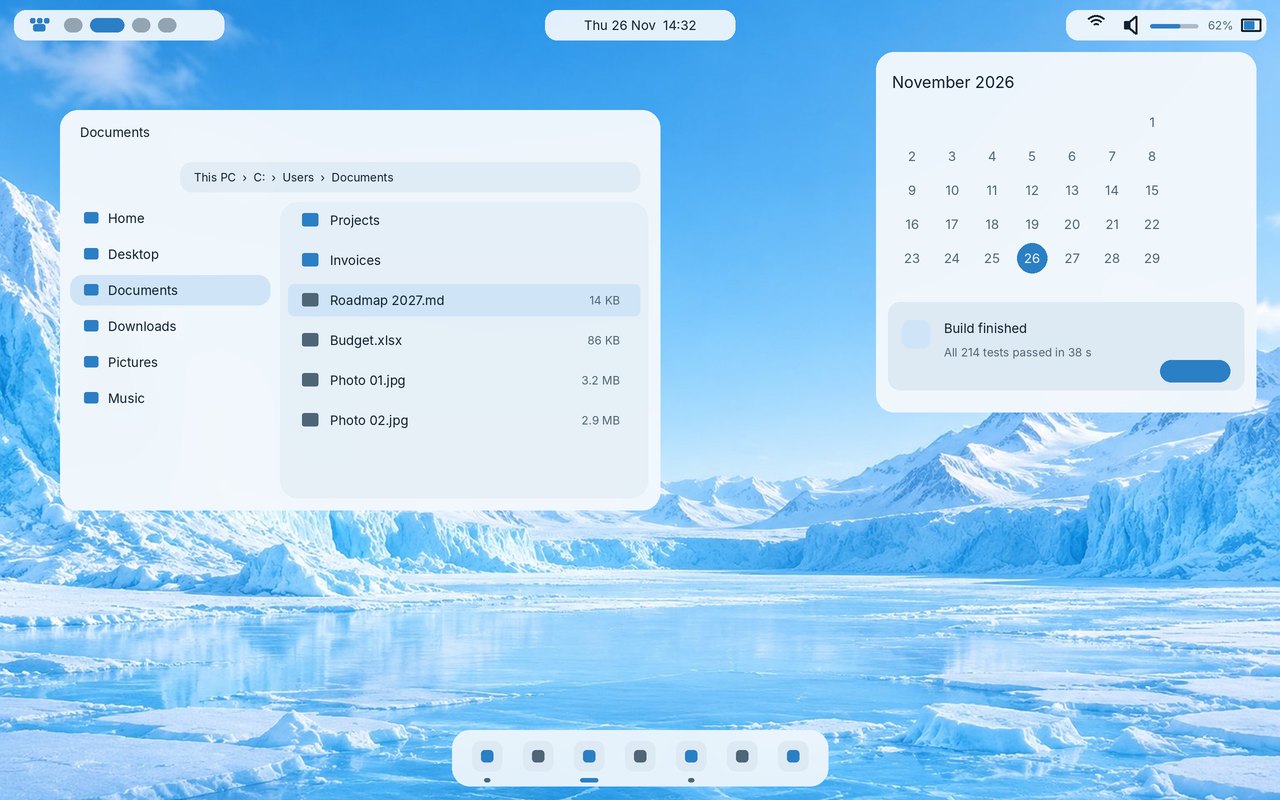 Thu 26 Nov 14:32
62%
Documents
This PC › C: › Users › Documents
Home
Desktop
Documents
Downloads
Pictures
Music
Projects
Invoices
Roadmap 2027.md 14 KB
Budget.xlsx 86 KB
Photo 01.jpg 3.2 MB
Photo 02.jpg 2.9 MB
November 2026
1
2 3 4 5 6 7 8
9 10 11 12 13 14 15
16 17 18 19 20 21 22
23 24 25 26 27 28 29
Build finished
All 214 tests passed in 38 s